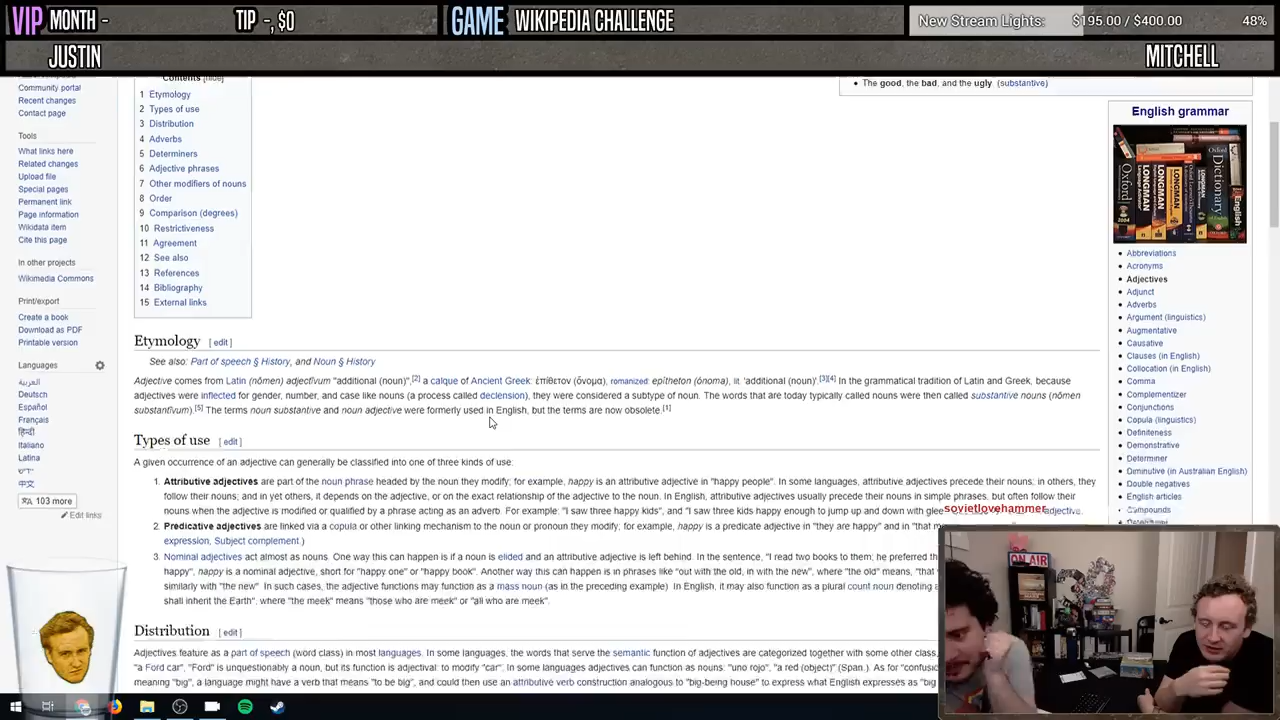 VIP MONTH -
TIP -, $0
GAME WIKIPEDIA CHALLENGE
New Stream Lights: $195.00 / $400.00 48%
JUSTIN
MITCHELL
Community portal
Recent changes
Contact page
Tools
What links here
Related changes
Upload file
Special pages
Permanent link
Page information
Wikidata item
Cite this page
In other projects
Wikimedia Commons
Print/export
Create a book
Download as PDF
Printable version
Languages
العربية
Deutsch
Español
Français
हिन्दी
Italiano
Latina
中文
103 more
Edit links
Contents [hide]
1 Etymology
2 Types of use
3 Distribution
4 Adverbs
5 Determiners
6 Adjective phrases
7 Other modifiers of nouns
8 Order
9 Comparison (degrees)
10 Restrictiveness
11 Agreement
12 See also
13 References
14 Bibliography
15 External links
Etymology [ edit ]
See also: Part of speech § History, and Noun § History
Adjective comes from Latin (nōmen) adjectīvum "additional (noun)",[2] a calque of Ancient Greek: ἐπίθετον (ὄνομα), romanized: epítheton (ónoma), lit. 'additional (noun)'.[3][4] In the grammatical tradition of Latin and Greek, because
adjectives were inflected for gender, number, and case like nouns (a process called declension), they were considered a subtype of noun. The words that are today typically called nouns were then called substantive nouns (nōmen
substantīvum).[5] The terms noun substantive and noun adjective were formerly used in English, but the terms are now obsolete.[1]
Types of use [ edit ]
A given occurrence of an adjective can generally be classified into one of three kinds of use:
1. Attributive adjectives are part of the noun phrase headed by the noun they modify; for example, happy is an attributive adjective in "happy people". In some languages, attributive adjectives precede their nouns; in others, they
follow their nouns; and in yet others, it depends on the adjective, or on the exact relationship of the adjective to the noun. In English, attributive adjectives usually precede their nouns in simple phrases, but often follow their
nouns when the adjective is modified or qualified by a phrase acting as an adverb. For example: "I saw three happy kids", and "I saw three kids happy enough to jump up and down with glee
adjective.
2. Predicative adjectives are linked via a copula or other linking mechanism to the noun or pronoun they modify; for example, happy is a predicate adjective in "they are happy" and in "that m
expression, Subject complement.)
3. Nominal adjectives act almost as nouns. One way this can happen is if a noun is elided and an attributive adjective is left behind. In the sentence, "I read two books to them; he preferred th
happy", happy is a nominal adjective, short for "happy one" or "happy book". Another way this can happen is in phrases like "out with the old, in with the new", where "the old" means, "that
similarly with "the new". In such cases, the adjective functions may function as a mass noun (as in the preceding example) In English, it may also function as a plural count noun denoting a
shall inherit the Earth", where "the meek" means "those who are meek" or "all who are meek".
Distribution [ edit ]
Adjectives feature as a part of speech (word class) in most languages. In some languages, the words that serve the semantic function of adjectives are categorized together with some other class,
"a Ford car", "Ford" is unquestionably a noun, but its function is adjectival: to modify "car". In some languages adjectives can function as nouns: "uno rojo", "a red (object)" (Span.). As for "confusio
meaning "big", a language might have a verb that means "to be big", and could then use an attributive verb construction analogous to "big-being house" to express what English expresses as "big
• The good, the bad, and the ugly (substantive)
English grammar
Oxford
LONGMAN
LONGMAN
Oxford Dictionary
English
• Abbreviations
• Acronyms
• Adjectives
• Adjunct
• Adverbs
• Argument (linguistics)
• Augmentative
• Causative
• Clauses (in English)
• Collocation (in English)
• Comma
• Complementizer
• Conjunctions
• Copula (linguistics)
• Definiteness
• Demonstrative
• Determiner
• Diminutive (in Australian English)
• Double negatives
• English articles
• Compounds
sovietlovehammer
ON AIR